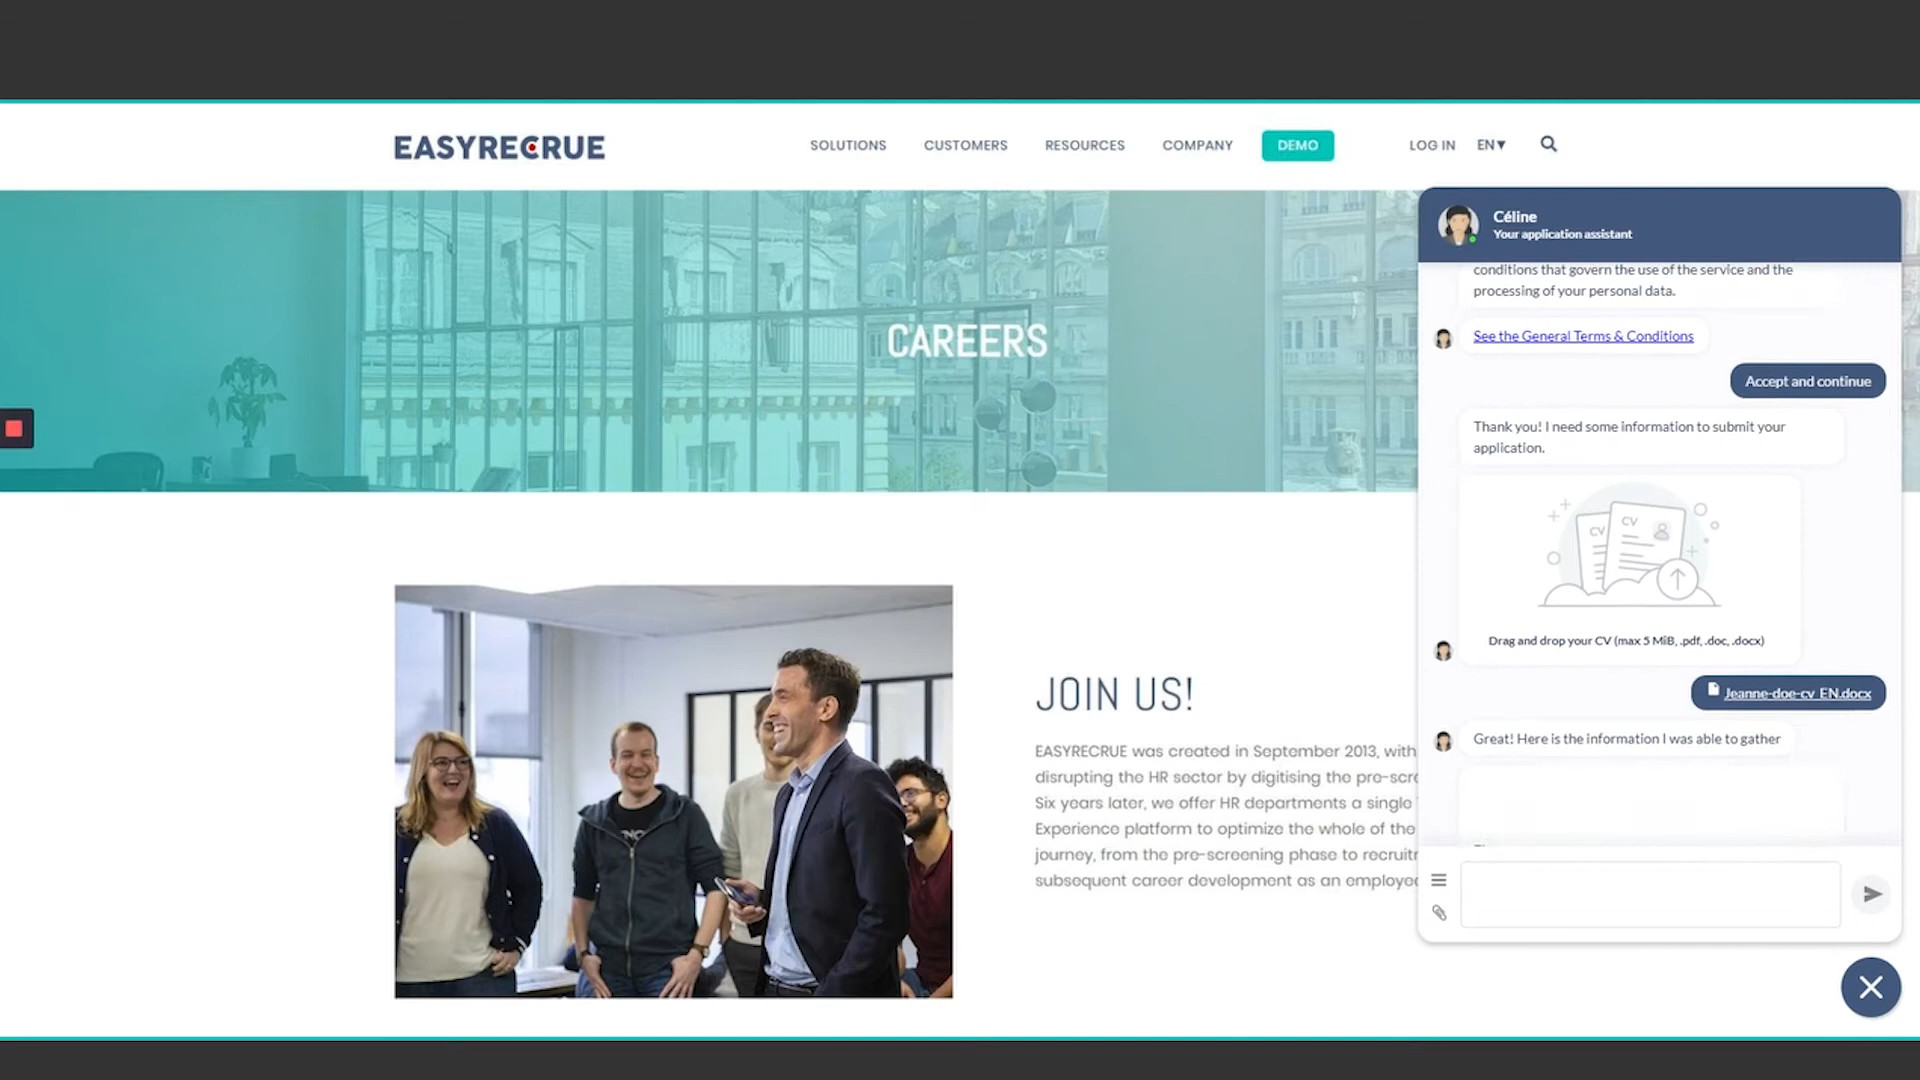 EASYRECRUE
SOLUTIONS
CUSTOMERS
RESOURCES
COMPANY
DEMO
LOG IN
EN▼
CAREERS
JOIN US!
EASYRECRUE was created in September 2013, with
disrupting the HR sector by digitising the
Six years later, we offer HR departments a single
Experience platform to optimize the whole of the
journey, from the pre-screening phase to
subsequent career development as an
Céline
Your application assistant
conditions that govern the use of the service and the
processing of your personal data.
See the General Terms & Conditions
Accept and continue
Thank you! I need some information to submit your
application.
CV
CV
Drag and drop your CV (max 5 MiB, .pdf, .doc, .docx)
Jeanne-doe-cv_EN.docx
Great! Here is the information I was able to gather